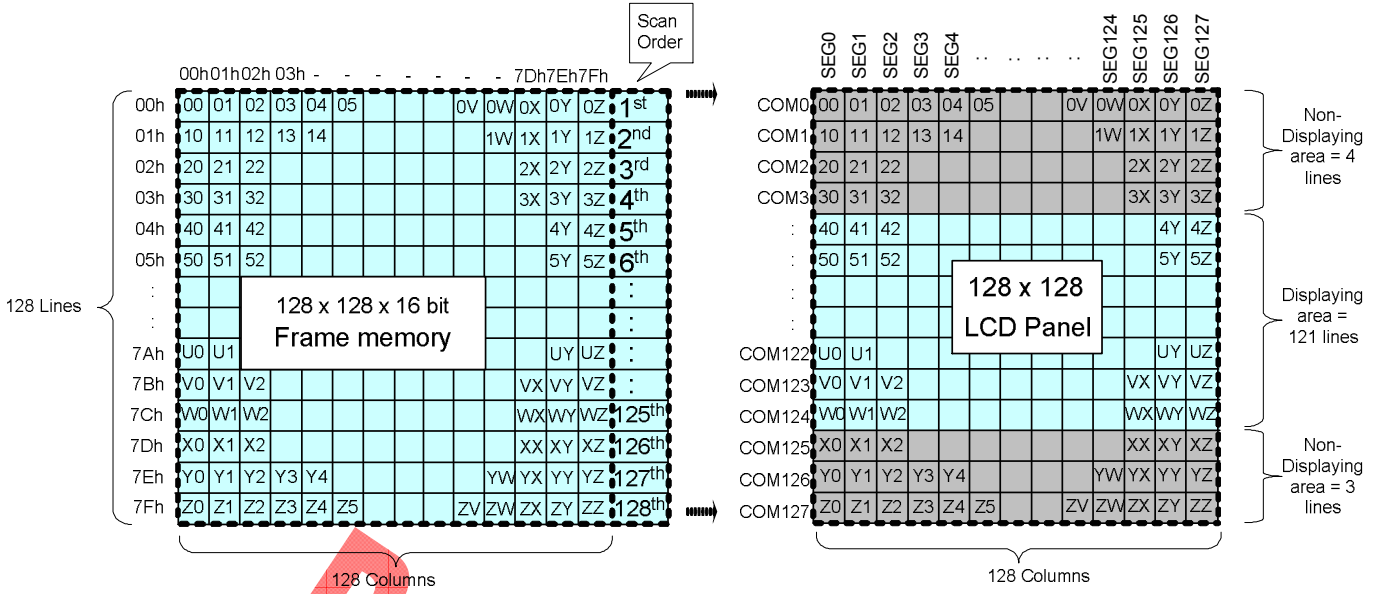 Scan
Order
00h 01h 02h 03h - - - - - - - 7Dh 7Eh 7Fh
SEG0 SEG1 SEG2 SEG3 SEG4 .. .. .. .. SEG124 SEG125 SEG126 SEG127
00h 00 01 02 03 04 05 0V 0W 0X 0Y 0Z 1st
01h 10 11 12 13 14 1W 1X 1Y 1Z 2nd
02h 20 21 22 2X 2Y 2Z 3rd
03h 30 31 32 3X 3Y 3Z 4th
04h 40 41 42 4Y 4Z 5th
05h 50 51 52 5Y 5Z 6th
: :
: :
7Ah U0 U1 UY UZ :
7Bh V0 V1 V2 VX VY VZ :
7Ch W0 W1 W2 WX WY WZ 125th
7Dh X0 X1 X2 XX XY XZ 126th
7Eh Y0 Y1 Y2 Y3 Y4 YW YX YY YZ 127th
7Fh Z0 Z1 Z2 Z3 Z4 Z5 ZV ZW ZX ZY ZZ 128th
128 Lines
128 x 128 x 16 bit
Frame memory
128 Columns
COM0 00 01 02 03 04 05 0V 0W 0X 0Y 0Z
COM1 10 11 12 13 14 1W 1X 1Y 1Z
COM2 20 21 22 2X 2Y 2Z
COM3 30 31 32 3X 3Y 3Z
: 40 41 42 4Y 4Z
: 50 51 52 5Y 5Z
:
:
COM122 U0 U1 UY UZ
COM123 V0 V1 V2 VX VY VZ
COM124 W0 W1 W2 WX WY WZ
COM125 X0 X1 X2 XX XY XZ
COM126 Y0 Y1 Y2 Y3 Y4 YW YX YY YZ
COM127 Z0 Z1 Z2 Z3 Z4 Z5 ZV ZW ZX ZY ZZ
128 x 128
LCD Panel
128 Columns
Non-
Displaying
area = 4
lines
Displaying
area =
121 lines
Non-
Displaying
area = 3
lines